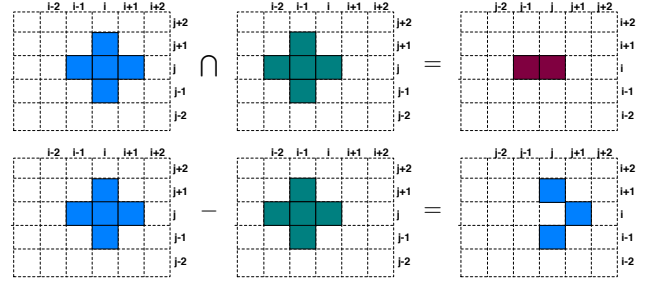 i-2 i-1 i i+1 i+2 i-2 i-1 i i+1 i+2 j-2 j-1 j j+1 j+2
j+2 j+2 i+2
j+1 j+1 i+1
j ∩ j = i
j-1 j-1 i-1
j-2 j-2 i-2
i-2 i-1 i i+1 i+2 i-2 i-1 i i+1 i+2 j-2 j-1 j j+1 j+2
j+2 j+2 i+2
j+1 j+1 i+1
j − j = i
j-1 j-1 i-1
j-2 j-2 i-2